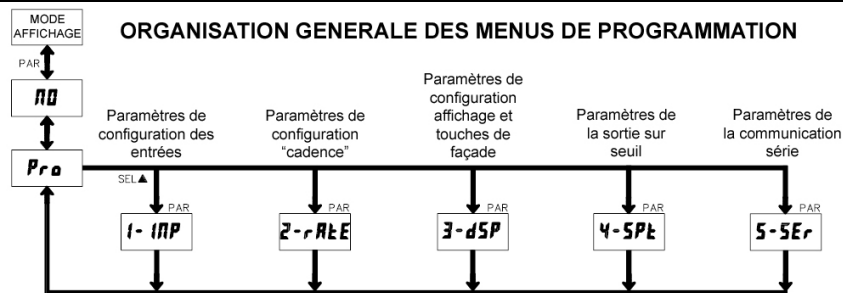 MODE
AFFICHAGE
ORGANISATION GENERALE DES MENUS DE PROGRAMMATION
PAR
NO
Pro
SEL▲
Paramètres de
configuration des
entrées
Paramètres de
configuration
“cadence”
Paramètres de
configuration
affichage et
touches de
façade
Paramètres de
la sortie sur
seuil
Paramètres de
la communication
série
PAR
PAR
PAR
PAR
PAR
1-INP
2-rAtE
3-dSP
4-SPt
5-SEr